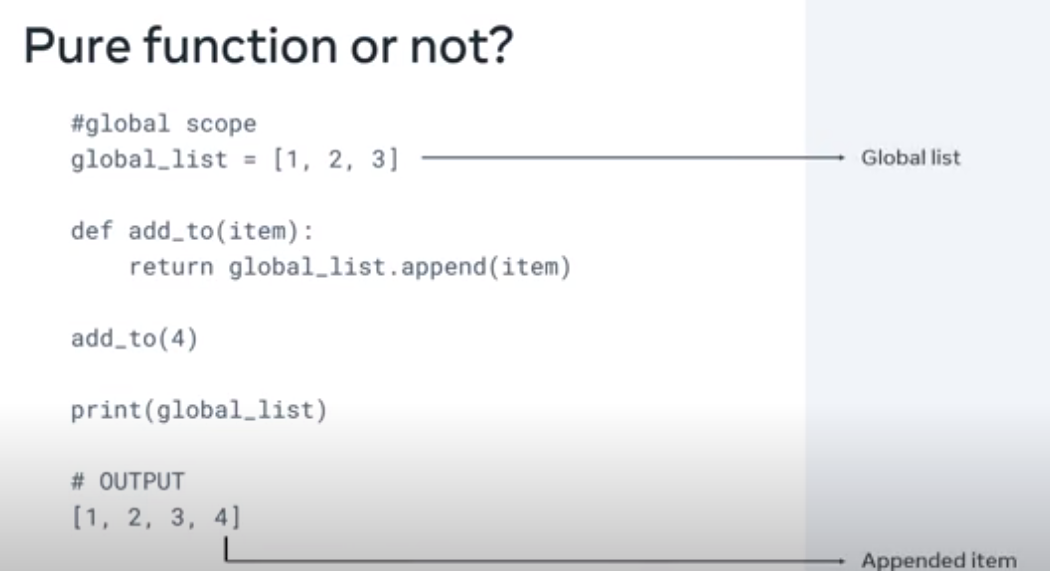 Pure function or not?
#global scope
global_list = [1, 2, 3]
Global list
def add_to(item):
    return global_list.append(item)
add_to(4)
print(global_list)
# OUTPUT
[1, 2, 3, 4]
Appended item